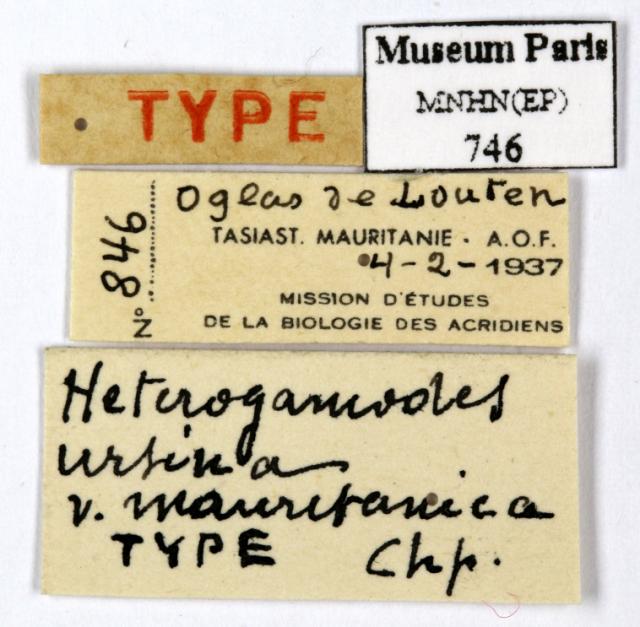 TYPE
Museum Paris
MNHN(EP)
746
N° 846
Oglas de Louten
TASIAST. MAURITANIE · A.O.F.
4-2-1937
MISSION D'ÉTUDES
DE LA BIOLOGIE DES ACRIDIENS
Heterogamodes
ursina
v. mauretanica
TYPE Chp.